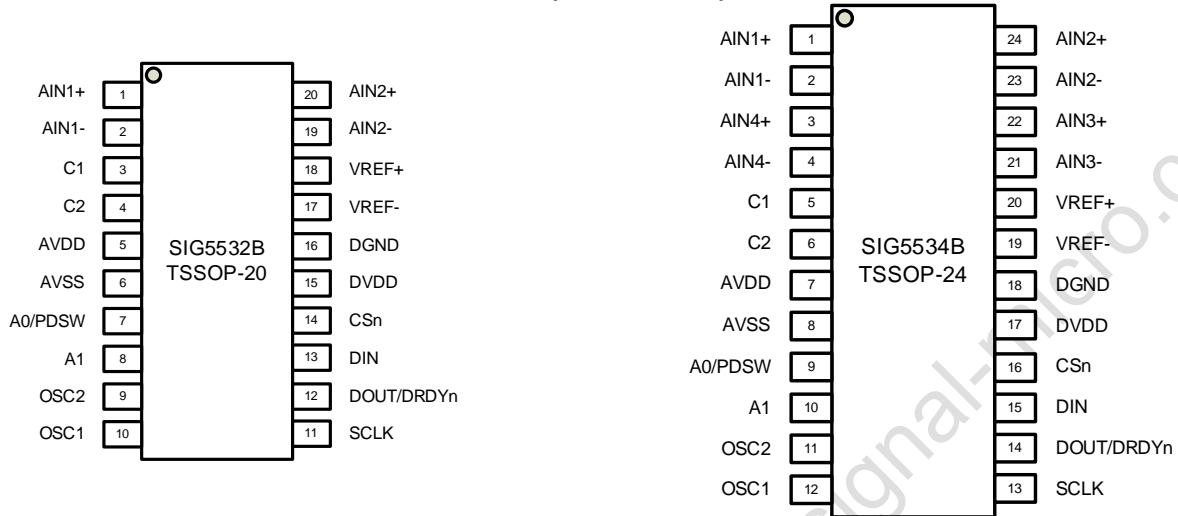 AIN1+ 1 20 AIN2+
AIN1- 2 19 AIN2-
C1 3 18 VREF+
C2 4 17 VREF-
AVDD 5 16 DGND
AVSS 6 15 DVDD
A0/PDSW 7 14 CSn
A1 8 13 DIN
OSC2 9 12 DOUT/DRDYn
OSC1 10 11 SCLK
SIG5532B
TSSOP-20
AIN1+ 1 24 AIN2+
AIN1- 2 23 AIN2-
AIN4+ 3 22 AIN3+
AIN4- 4 21 AIN3-
C1 5 20 VREF+
C2 6 19 VREF-
AVDD 7 18 DGND
AVSS 8 17 DVDD
A0/PDSW 9 16 CSn
A1 10 15 DIN
OSC2 11 14 DOUT/DRDYn
OSC1 12 13 SCLK
SIG5534B
TSSOP-24